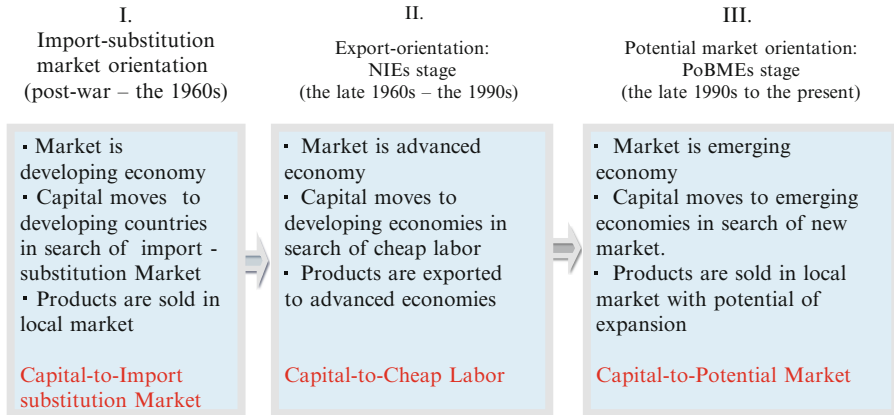 I.
Import-substitution
market orientation
(post-war – the 1960s)
▪ Market is
developing economy
▪ Capital moves to
developing countries
in search of import -
substitution Market
▪ Products are sold in
local market
Capital-to-Import
substitution Market
II.
Export-orientation:
NIEs stage
(the late 1960s – the 1990s)
▪ Market is advanced
economy
▪ Capital moves to
developing economies in
search of cheap labor
▪ Products are exported
to advanced economies
Capital-to-Cheap Labor
III.
Potential market orientation:
PoBMEs stage
(the late 1990s to the present)
▪ Market is emerging
economy
▪ Capital moves to emerging
economies in search of new
market.
▪ Products are sold in local
market with potential of
expansion
Capital-to-Potential Market